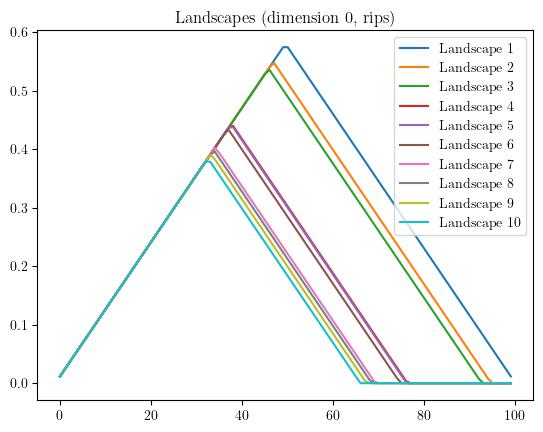 Landscapes (dimension 0, rips)
0.6
0.5
0.4
0.3
0.2
0.1
0.0
0 20 40 60 80 100
Landscape 1
Landscape 2
Landscape 3
Landscape 4
Landscape 5
Landscape 6
Landscape 7
Landscape 8
Landscape 9
Landscape 10